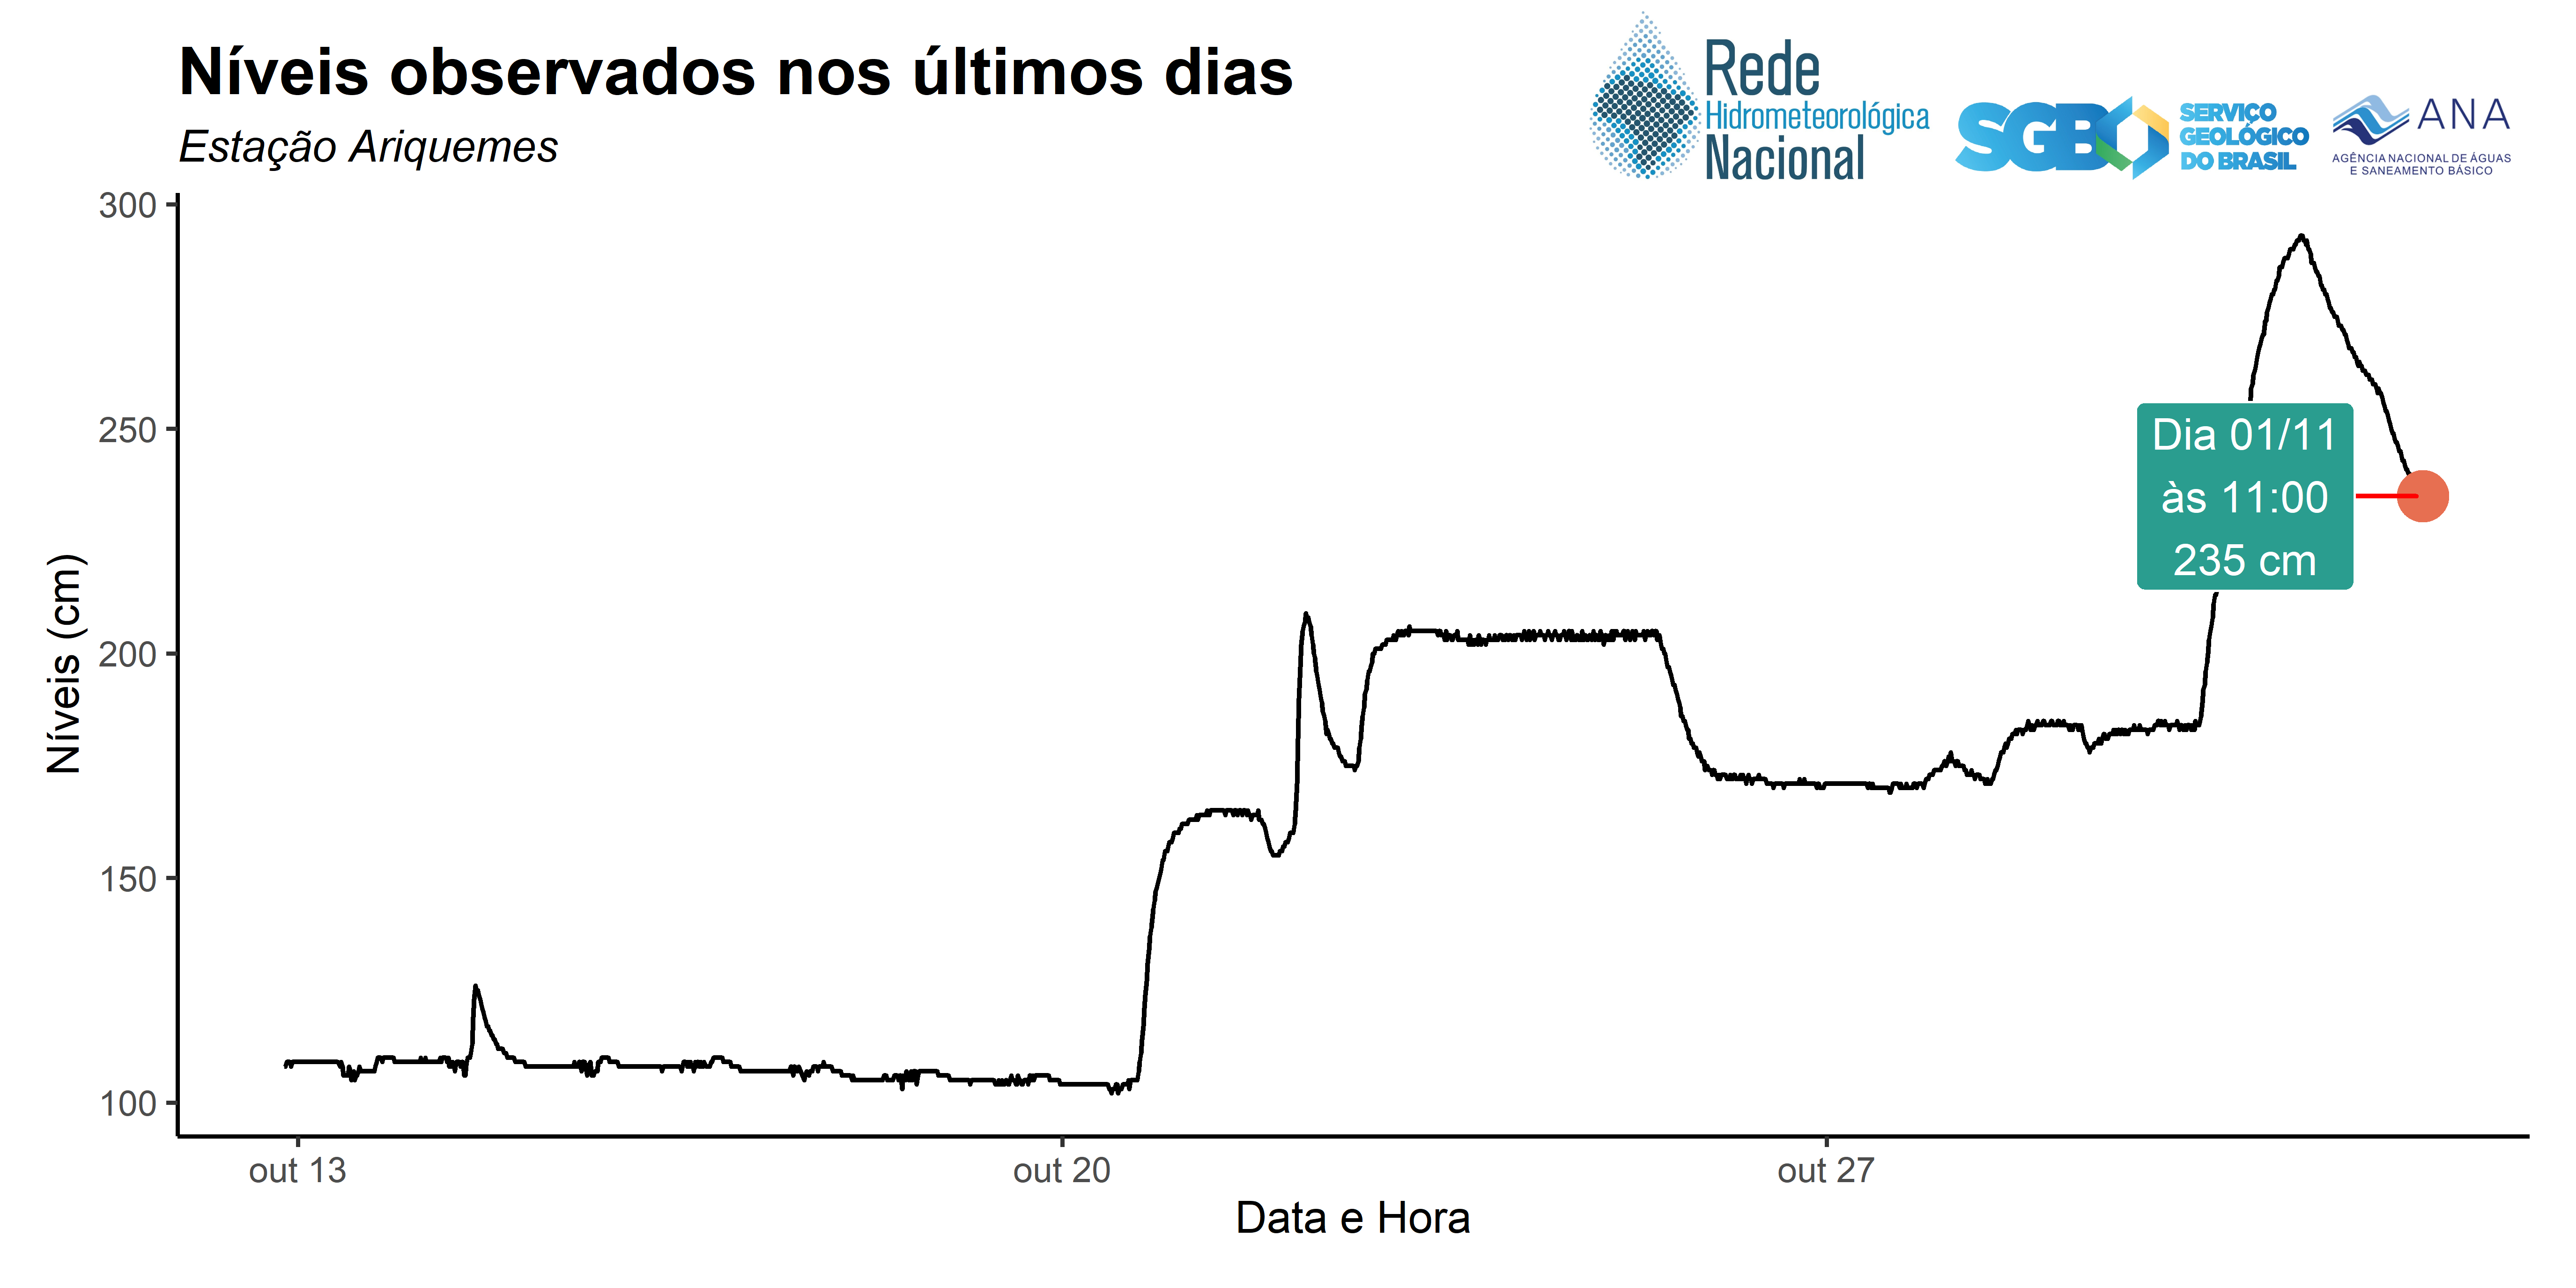 Níveis observados nos últimos dias
Estação Ariquemes
Rede
Hidrometeorológica
Nacional
SGB
SERVIÇO
GEOLÓGICO
DO BRASIL
ANA
AGÊNCIA NACIONAL DE ÁGUAS
E SANEAMENTO BÁSICO
Níveis (cm)
300
250
200
150
100
Dia 01/11
às 11:00
235 cm
out 13
out 20
out 27
Data e Hora